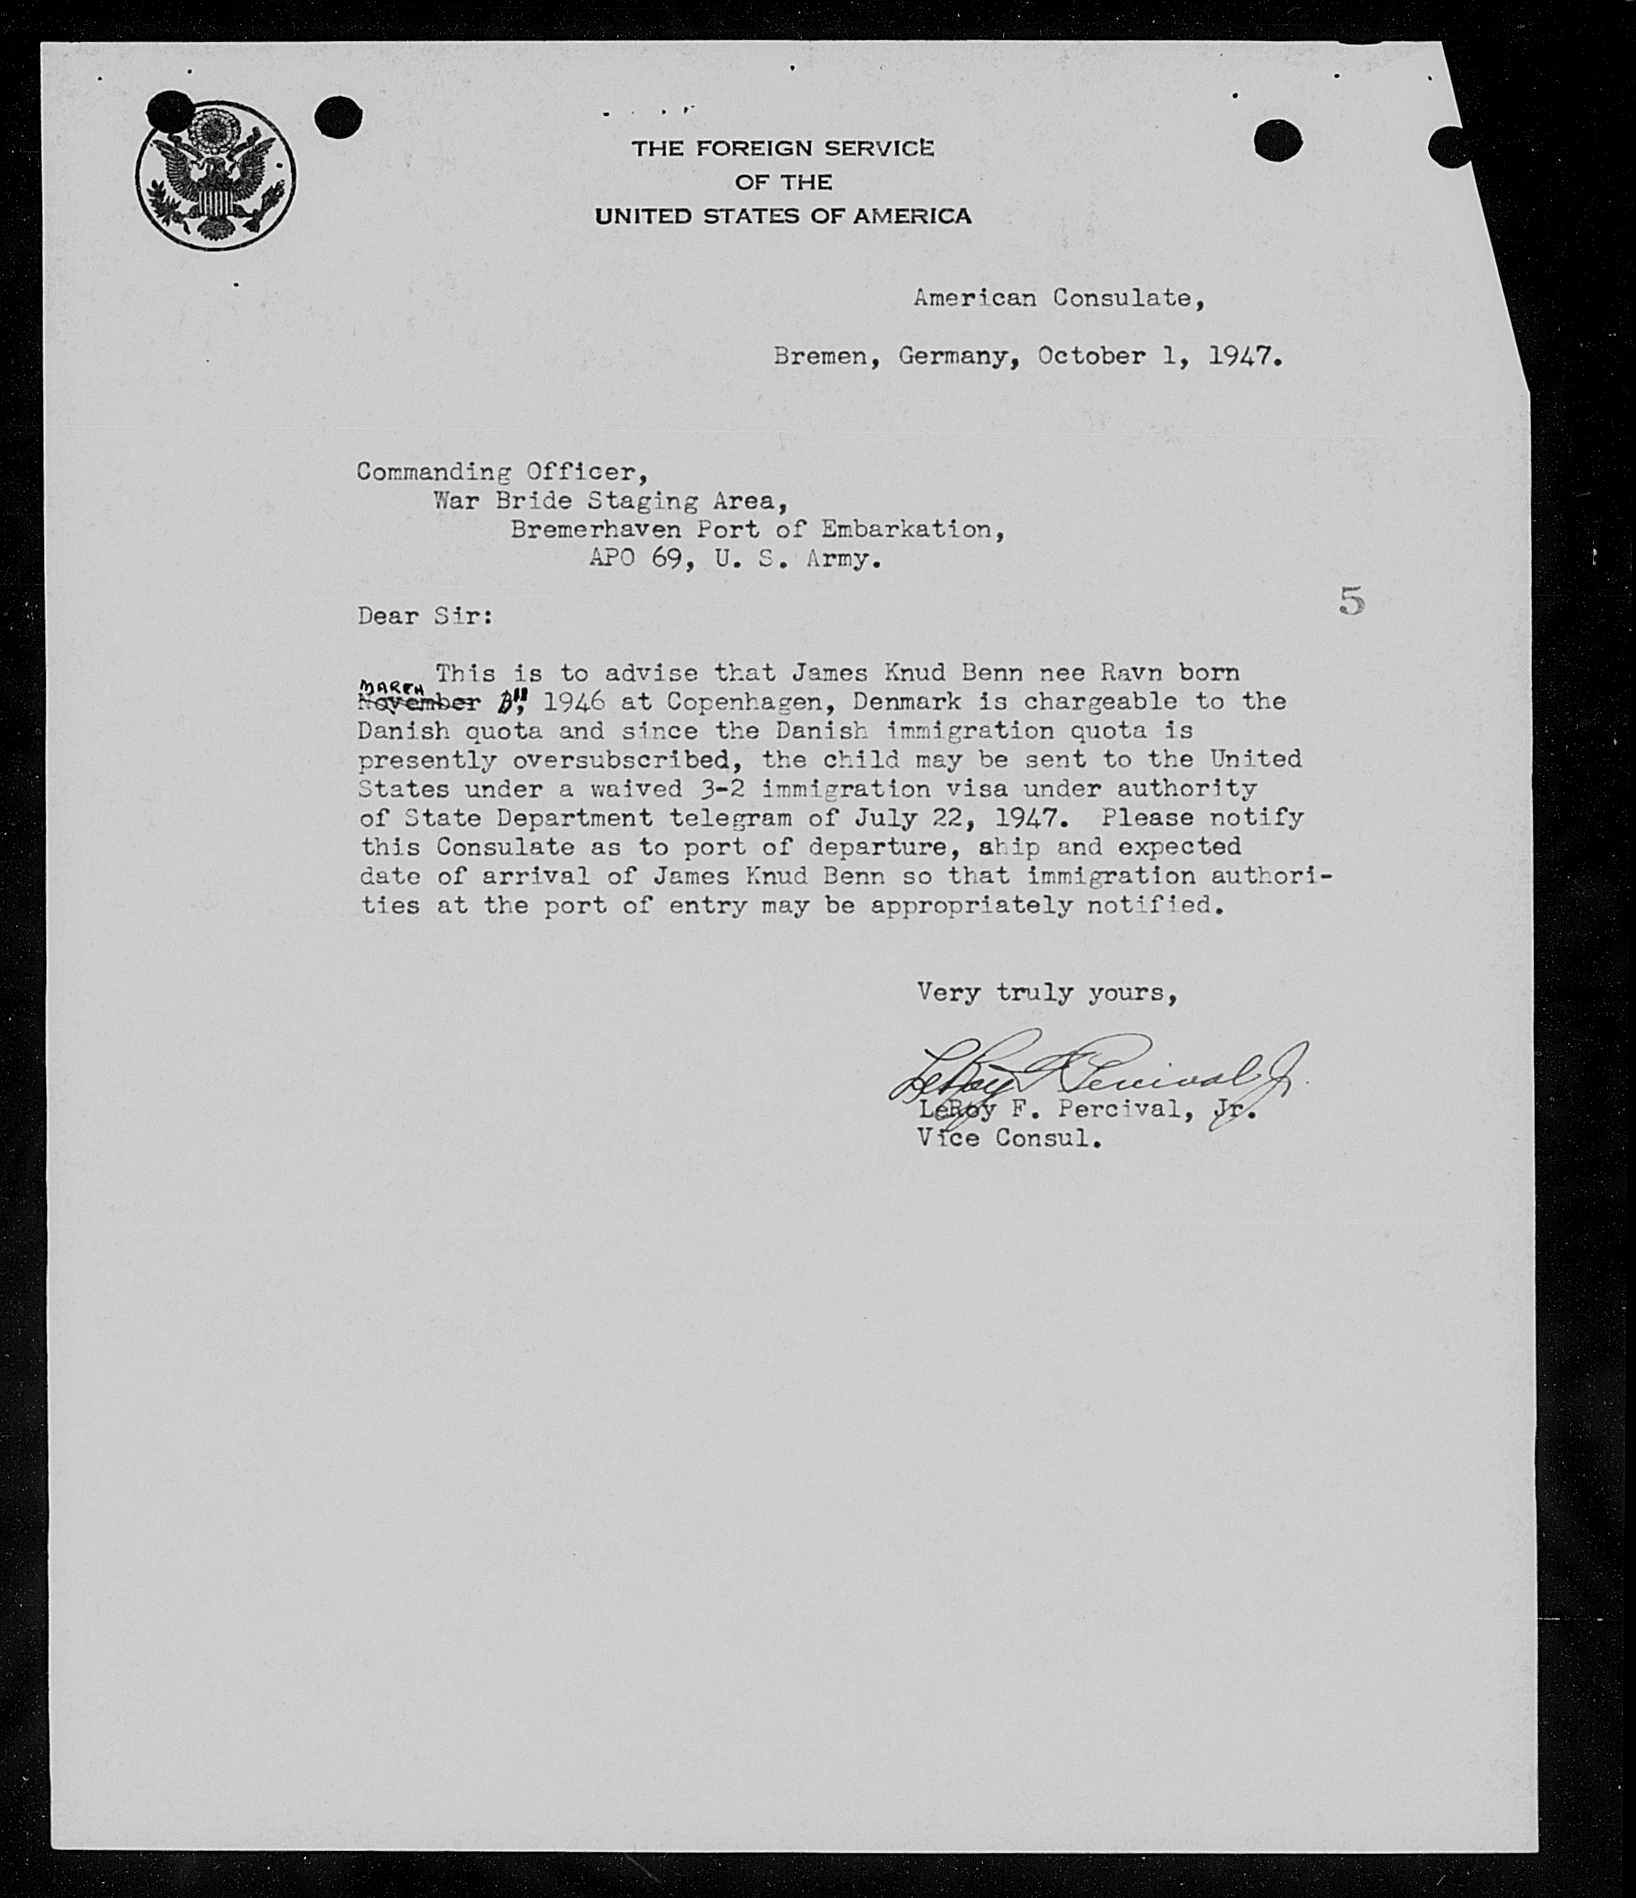 THE FOREIGN SERVICE
OF THE
UNITED STATES OF AMERICA
American Consulate,
Bremen, Germany, October 1, 1947.
Commanding Officer,
War Bride Staging Area,
Bremerhaven Port of Embarkation,
APO 69, U. S. Army.
5
Dear Sir:
This is to advise that James Knud Benn nee Ravn born
MARCH
November 1946 at Copenhagen, Denmark is chargeable to the
Danish quota and since the Danish immigration quota is
presently oversubscribed, the child may be sent to the United
States under a waived 3-2 immigration visa under authority
of State Department telegram of July 22, 1947. Please notify
this Consulate as to port of departure, ahip and expected
date of arrival of James Knud Benn so that immigration authori-
ties at the port of entry may be appropriately notified.
Very truly yours,
LeRoy F Percival Jr.
LeRoy F. Percival, Jr.
Vice Consul.